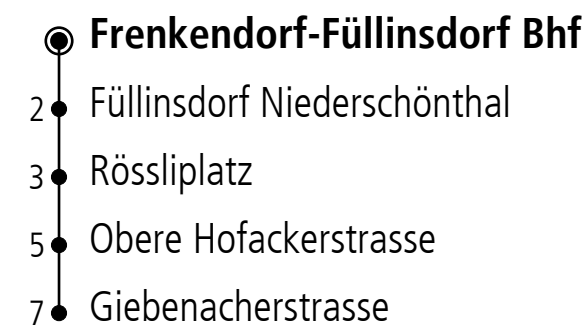 Frenkendorf-Füllinsdorf Bhf
2 Füllinsdorf Niederschönthal
3 Rössliplatz
5 Obere Hofackerstrasse
7 Giebenacherstrasse